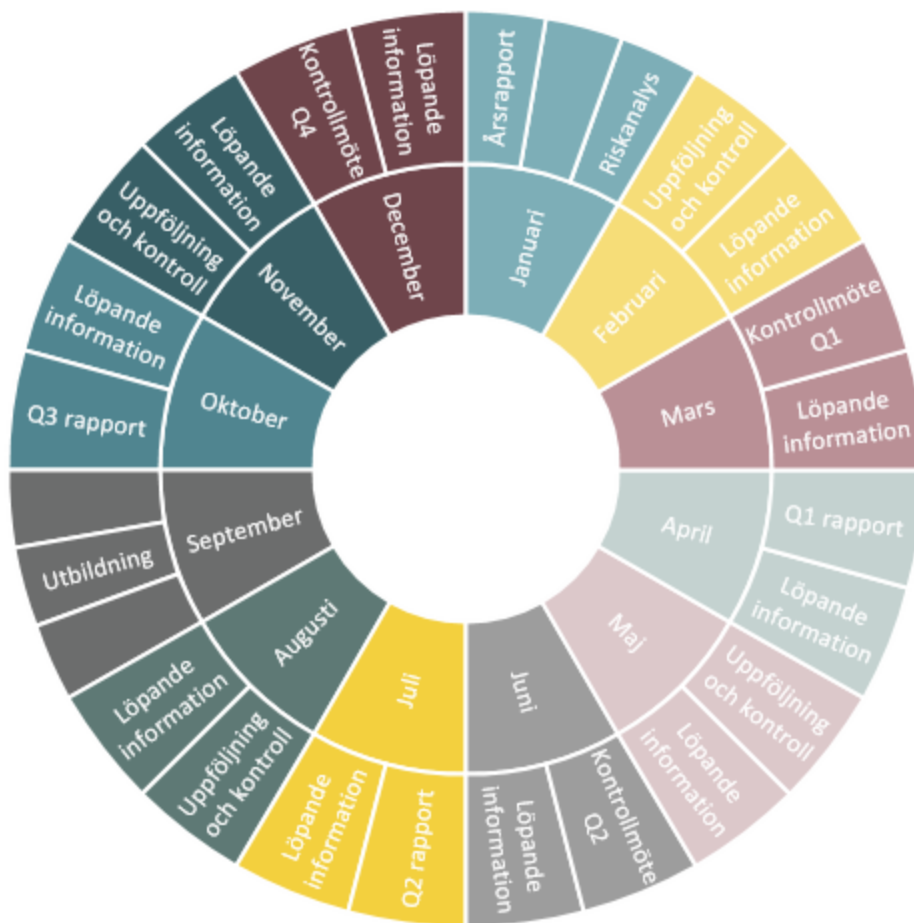 Januari
Årsrapport
Riskanalys
Februari
Uppföljning
och kontroll
Löpande
information
Mars
Kontrollmöte
Q1
Löpande
information
April
Q1 rapport
Löpande
information
Maj
Uppföljning
och kontroll
Löpande
information
Juni
Kontrollmöte
Q2
Löpande
information
Juli
Q2 rapport
Löpande
information
Augusti
Uppföljning
och kontroll
Löpande
information
September
Utbildning
Oktober
Q3 rapport
Löpande
information
November
Uppföljning
och kontroll
Löpande
information
December
Kontrollmöte
Q4
Löpande
information